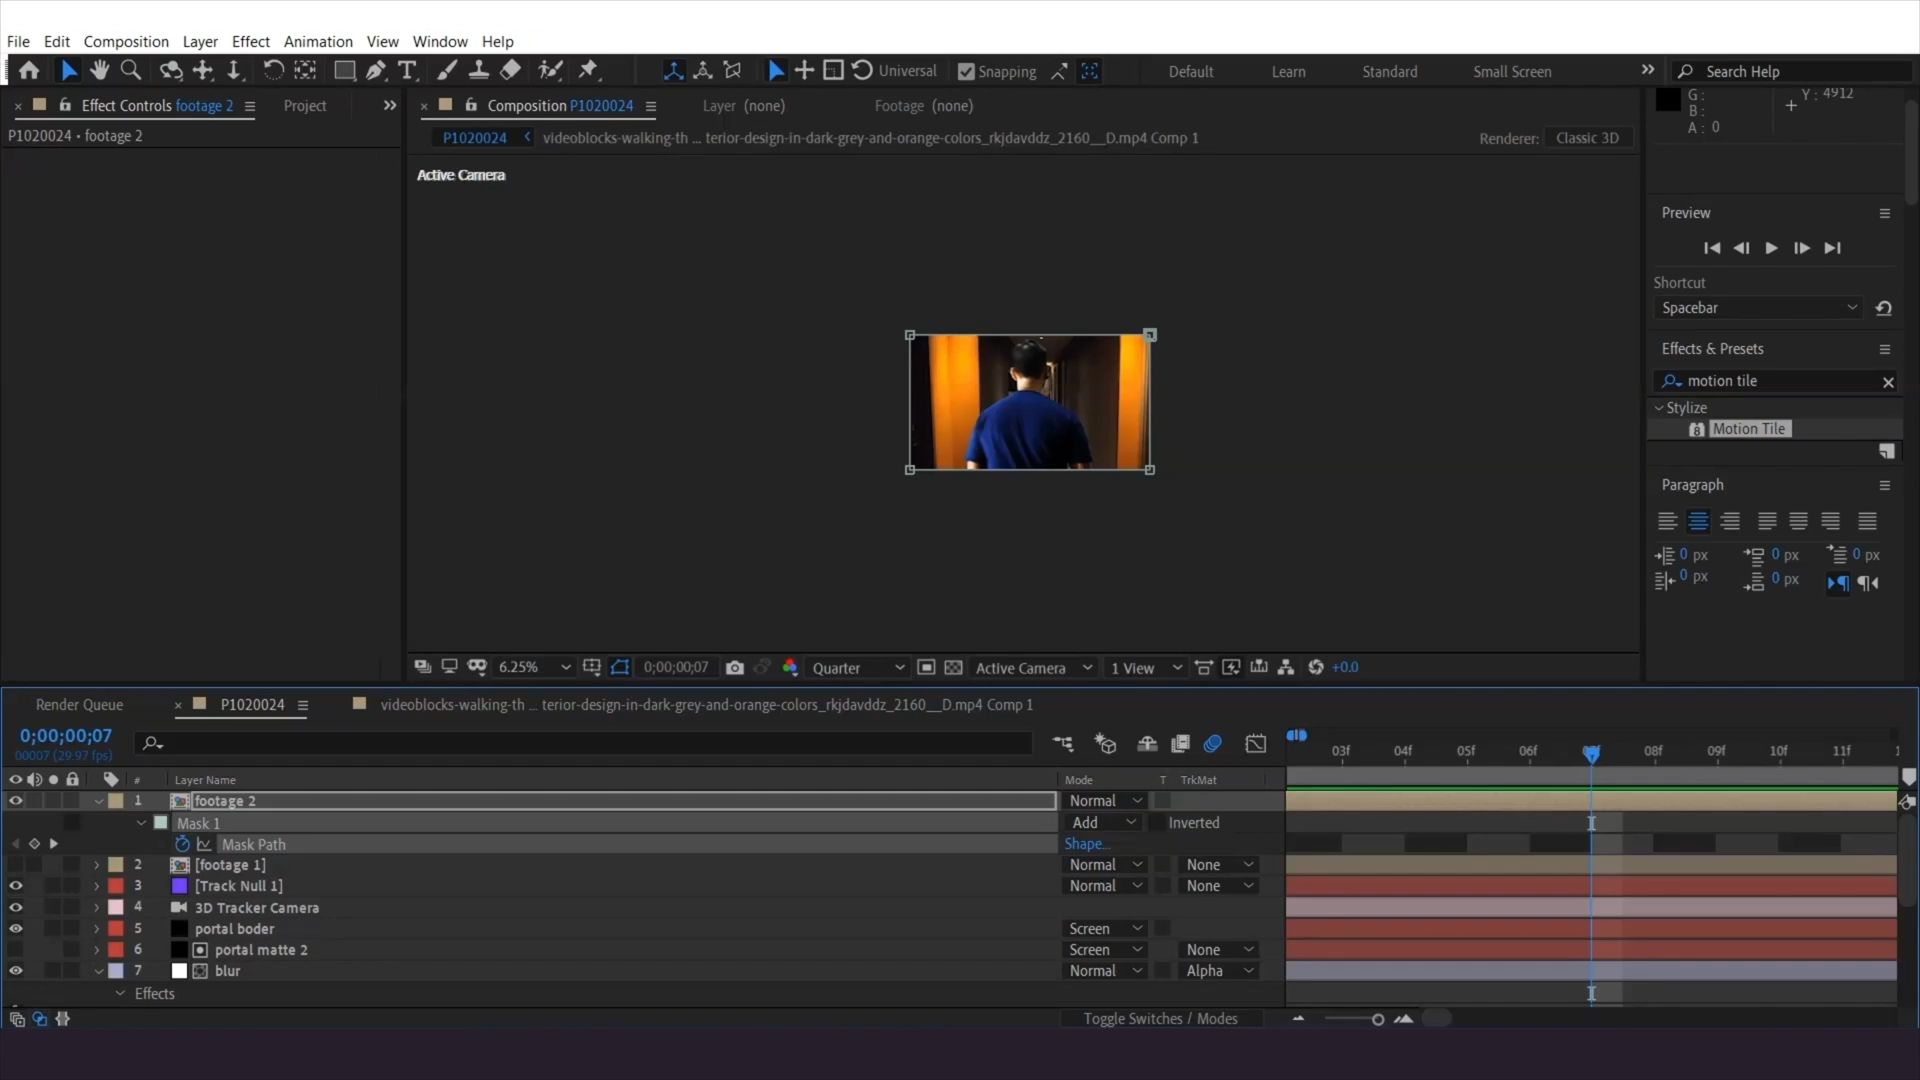 File Edit Composition Layer Effect Animation View Window Help
Universal Snapping Default Learn Standard Small Screen Search Help
Effect Controls footage 2 Project Composition P1020024 Layer (none) Footage (none)
G: Y: 4912
B:
A: 0
P1020024 • footage 2
P1020024 videoblocks-walking-th ... terior-design-in-dark-grey-and-orange-colors_rkjdavddz_2160__D.mp4 Comp 1 Renderer: Classic 3D
Active Camera
Preview
Shortcut
Spacebar
Effects & Presets
motion tile
Stylize
Motion Tile
Paragraph
0 px 0 px 0 px
0 px 0 px
6.25% 0;00;00;07 Quarter Active Camera 1 View +0.0
Render Queue P1020024 videoblocks-walking-th ... terior-design-in-dark-grey-and-orange-colors_rkjdavddz_2160__D.mp4 Comp 1
0;00;00;07
00007 (29.97 fps)
03f 04f 05f 06f 08f 09f 10f 11f
# Layer Name Mode T TrkMat
1 footage 2 Normal
Mask 1 Add Inverted
Mask Path Shape...
2 [footage 1] Normal None
3 [Track Null 1] Normal None
4 3D Tracker Camera
5 portal boder Screen
6 portal matte 2 Screen None
7 blur Normal Alpha
Effects
Toggle Switches / Modes